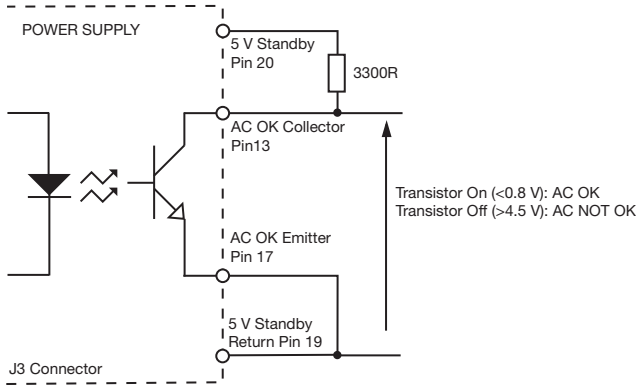 POWER SUPPLY
5 V Standby
Pin 20
3300R
AC OK Collector
Pin13
Transistor On (<0.8 V): AC OK
Transistor Off (>4.5 V): AC NOT OK
AC OK Emitter
Pin 17
5 V Standby
Return Pin 19
J3 Connector